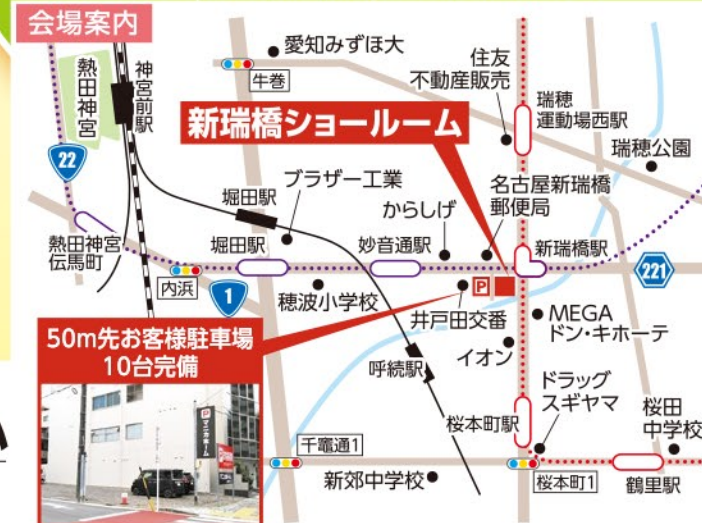 会場案内
愛知みずほ大
牛巻
住友
不動産販売
熱田神宮
神宮前駅
新瑞橋ショールーム
瑞穂
運動場西駅
瑞穂公園
22
ブラザー工業
堀田駅
からしげ
名古屋新瑞橋
郵便局
熱田神宮
伝馬町
堀田駅
妙音通駅
新瑞橋駅
221
内浜
1
穂波小学校
P
井戸田交番
MEGA
ドン・キホーテ
50m先お客様駐車場
10台完備
イオン
呼続駅
ドラッグ
スギヤマ
桜本町駅
桜田
中学校
P
マニカホーム
千竈通1
新郊中学校
桜本町1
鶴里駅